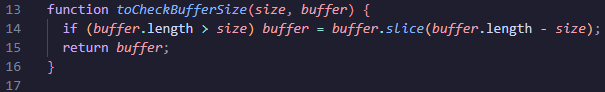 13 function toCheckBufferSize(size, buffer) {
14 if (buffer.length > size) buffer = buffer.slice(buffer.length - size);
15 return buffer;
16 }
17